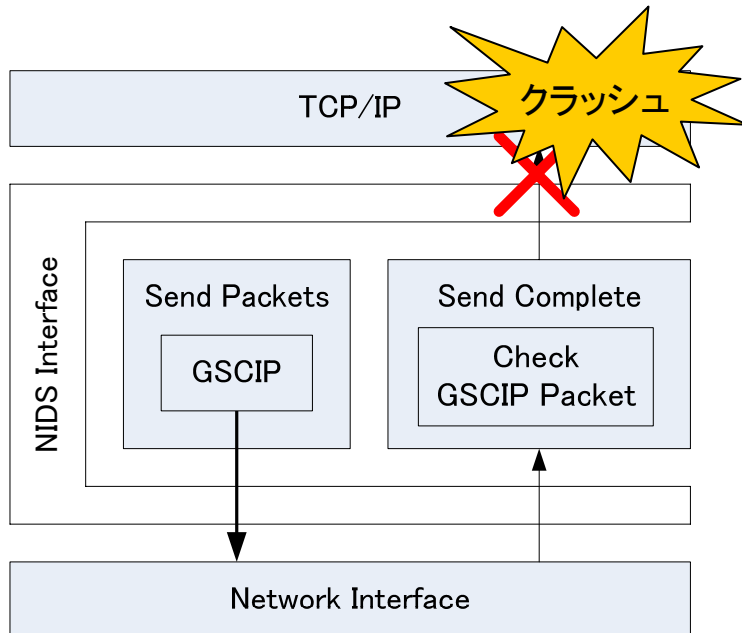 TCP/IP
クラッシュ
NIDS Interface
Send Packets
GSCIP
Send Complete
Check
GSCIP Packet
Network Interface